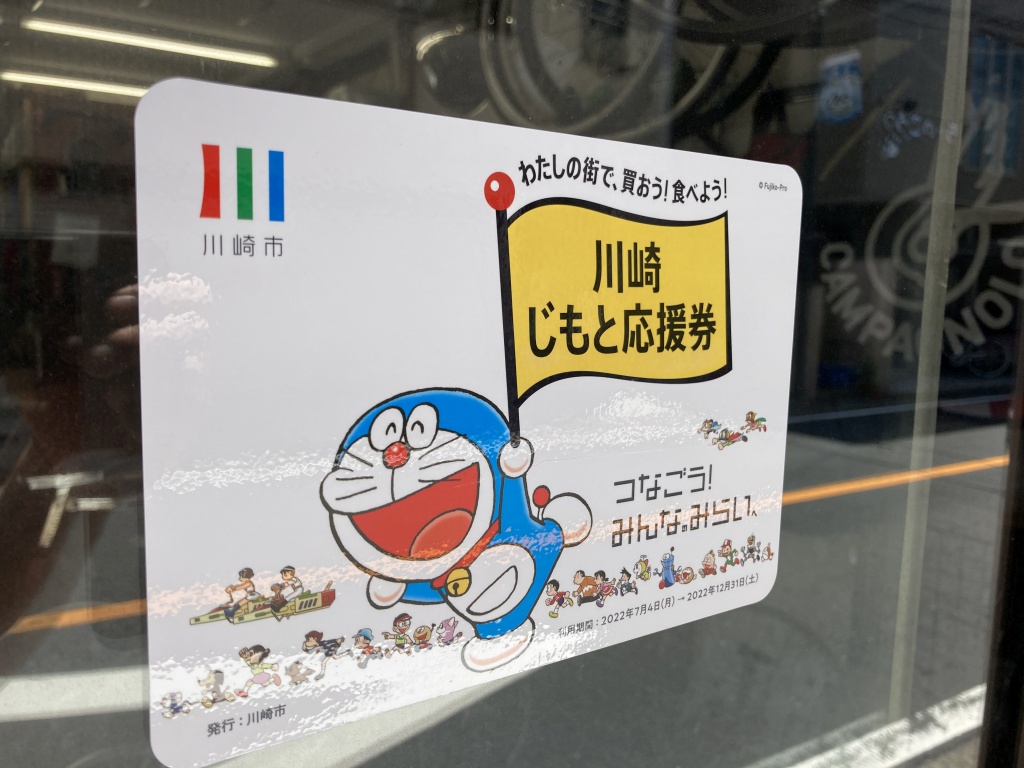 川崎市
わたしの街で、買おう!食べよう!
© Fujiko-Pro
川崎
じもと応援券
つなごう!
みんなのみらい。
利用期間：2022年7月4日(月)→2022年12月31日(土)
発行：川崎市
CAMPAGNOL